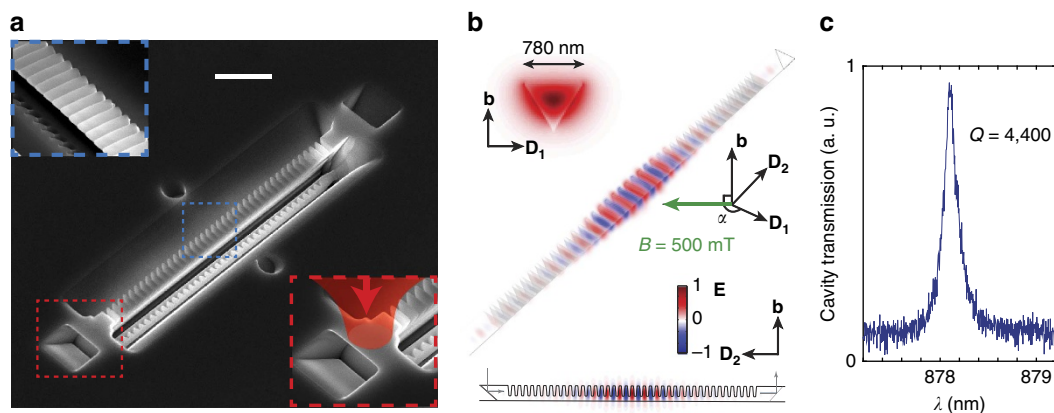 a
b
780 nm
b
D₁
b
D₂
α
D₁
B = 500 mT
1
E
−1
b
D₂
c
1
Q = 4,400
Cavity transmission (a. u.)
0
878
879
λ (nm)